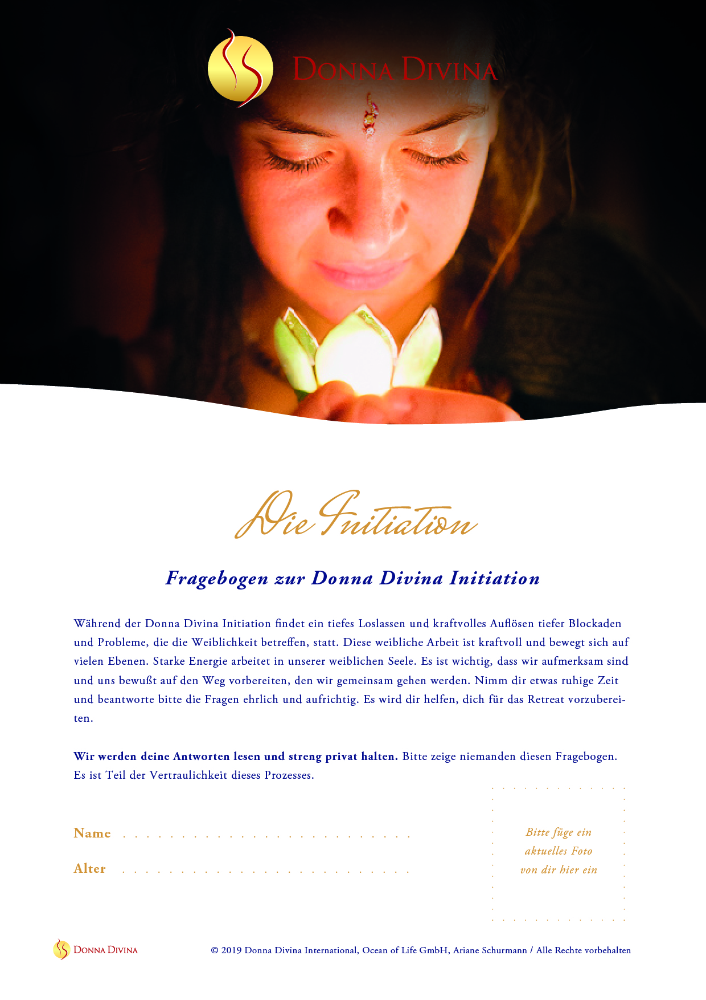 DONNA DIVINA
Die Initiation
Fragebogen zur Donna Divina Initiation
Während der Donna Divina Initiation findet ein tiefes Loslassen und kraftvolles Auflösen tiefer Blockaden
und Probleme, die die Weiblichkeit betreffen, statt. Diese weibliche Arbeit ist kraftvoll und bewegt sich auf
vielen Ebenen. Starke Energie arbeitet in unserer weiblichen Seele. Es ist wichtig, dass wir aufmerksam sind
und uns bewußt auf den Weg vorbereiten, den wir gemeinsam gehen werden. Nimm dir etwas ruhige Zeit
und beantworte bitte die Fragen ehrlich und aufrichtig. Es wird dir helfen, dich für das Retreat vorzuberei-
ten.
Wir werden deine Antworten lesen und streng privat halten. Bitte zeige niemanden diesen Fragebogen.
Es ist Teil der Vertraulichkeit dieses Prozesses.
Name . . . . . . . . . . . . . . . . . . . . . . . . .
Alter . . . . . . . . . . . . . . . . . . . . . . . . .
Bitte füge ein
aktuelles Foto
von dir hier ein
DONNA DIVINA
© 2019 Donna Divina International, Ocean of Life GmbH, Ariane Schurmann / Alle Rechte vorbehalten